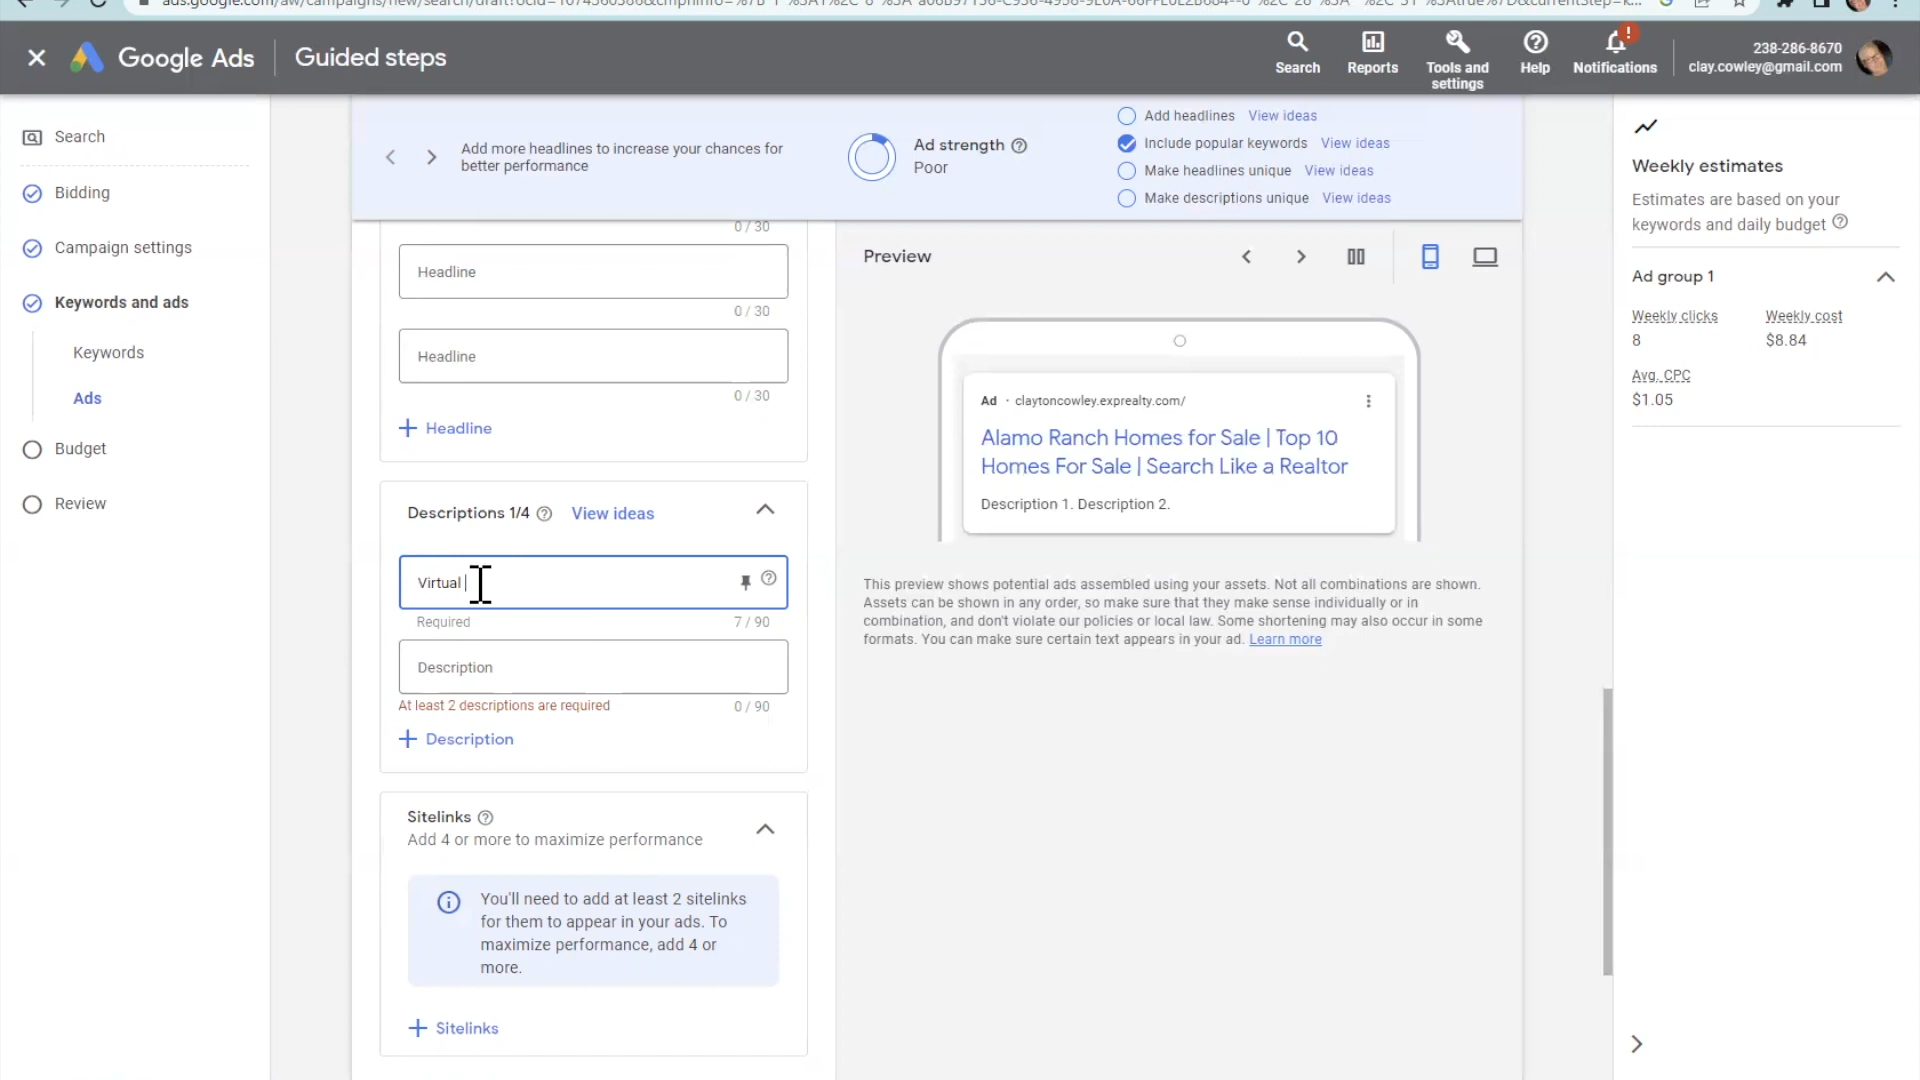 Google Ads
Guided steps
Search
Reports
Tools and
settings
Help
!
Notifications
238-286-8670
clay.cowley@gmail.com
Search
Bidding
Campaign settings
Keywords and ads
Keywords
Ads
Budget
Review
Add more headlines to increase your chances for
better performance
Ad strength
Poor
Add headlines View ideas
Include popular keywords View ideas
Make headlines unique View ideas
Make descriptions unique View ideas
0 / 30
Headline
0 / 30
Headline
0 / 30
+ Headline
Descriptions 1/4 View ideas
Virtual
Required 7 / 90
Description
At least 2 descriptions are required 0 / 90
+ Description
Sitelinks
Add 4 or more to maximize performance
You'll need to add at least 2 sitelinks
for them to appear in your ads. To
maximize performance, add 4 or
more.
+ Sitelinks
Preview
Ad · claytoncowley.exprealty.com/
Alamo Ranch Homes for Sale | Top 10
Homes For Sale | Search Like a Realtor
Description 1. Description 2.
This preview shows potential ads assembled using your assets. Not all combinations are shown.
Assets can be shown in any order, so make sure that they make sense individually or in
combination, and don't violate our policies or local law. Some shortening may also occur in some
formats. You can make sure certain text appears in your ad. Learn more
Weekly estimates
Estimates are based on your
keywords and daily budget
Ad group 1
Weekly clicks Weekly cost
8 $8.84
Avg. CPC
$1.05